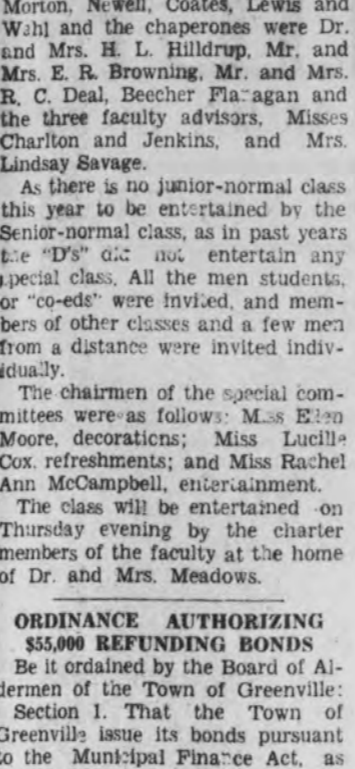 Morton, Newell, Coates, Lewis and
Wahl and the chaperones were Dr.
and Mrs. H. L. Hilldrup, Mr. and
Mrs. E. R. Browning, Mr. and Mrs.
R. C. Deal, Beecher Flanagan and
the three faculty advisors, Misses
Charlton and Jenkins, and Mrs.
Lindsay Savage.
As there is no junior-normal class
this year to be entertained by the
Senior-normal class, as in past years
the "D's" did not entertain any
special class. All the men students,
or "co-eds" were invited, and mem-
bers of other classes and a few men
from a distance were invited indiv-
idually.
The chairmen of the special com-
mittees were as follows: Miss Ellen
Moore, decorations; Miss Lucille
Cox, refreshments; and Miss Rachel
Ann McCampbell, entertainment.
The class will be entertained on
Thursday evening by the charter
members of the faculty at the home
of Dr. and Mrs. Meadows.
ORDINANCE AUTHORIZING
$55,000 REFUNDING BONDS
Be it ordained by the Board of Al-
dermen of the Town of Greenville:
Section 1. That the Town of
Greenville issue its bonds pursuant
to the Municipal Finance Act, as